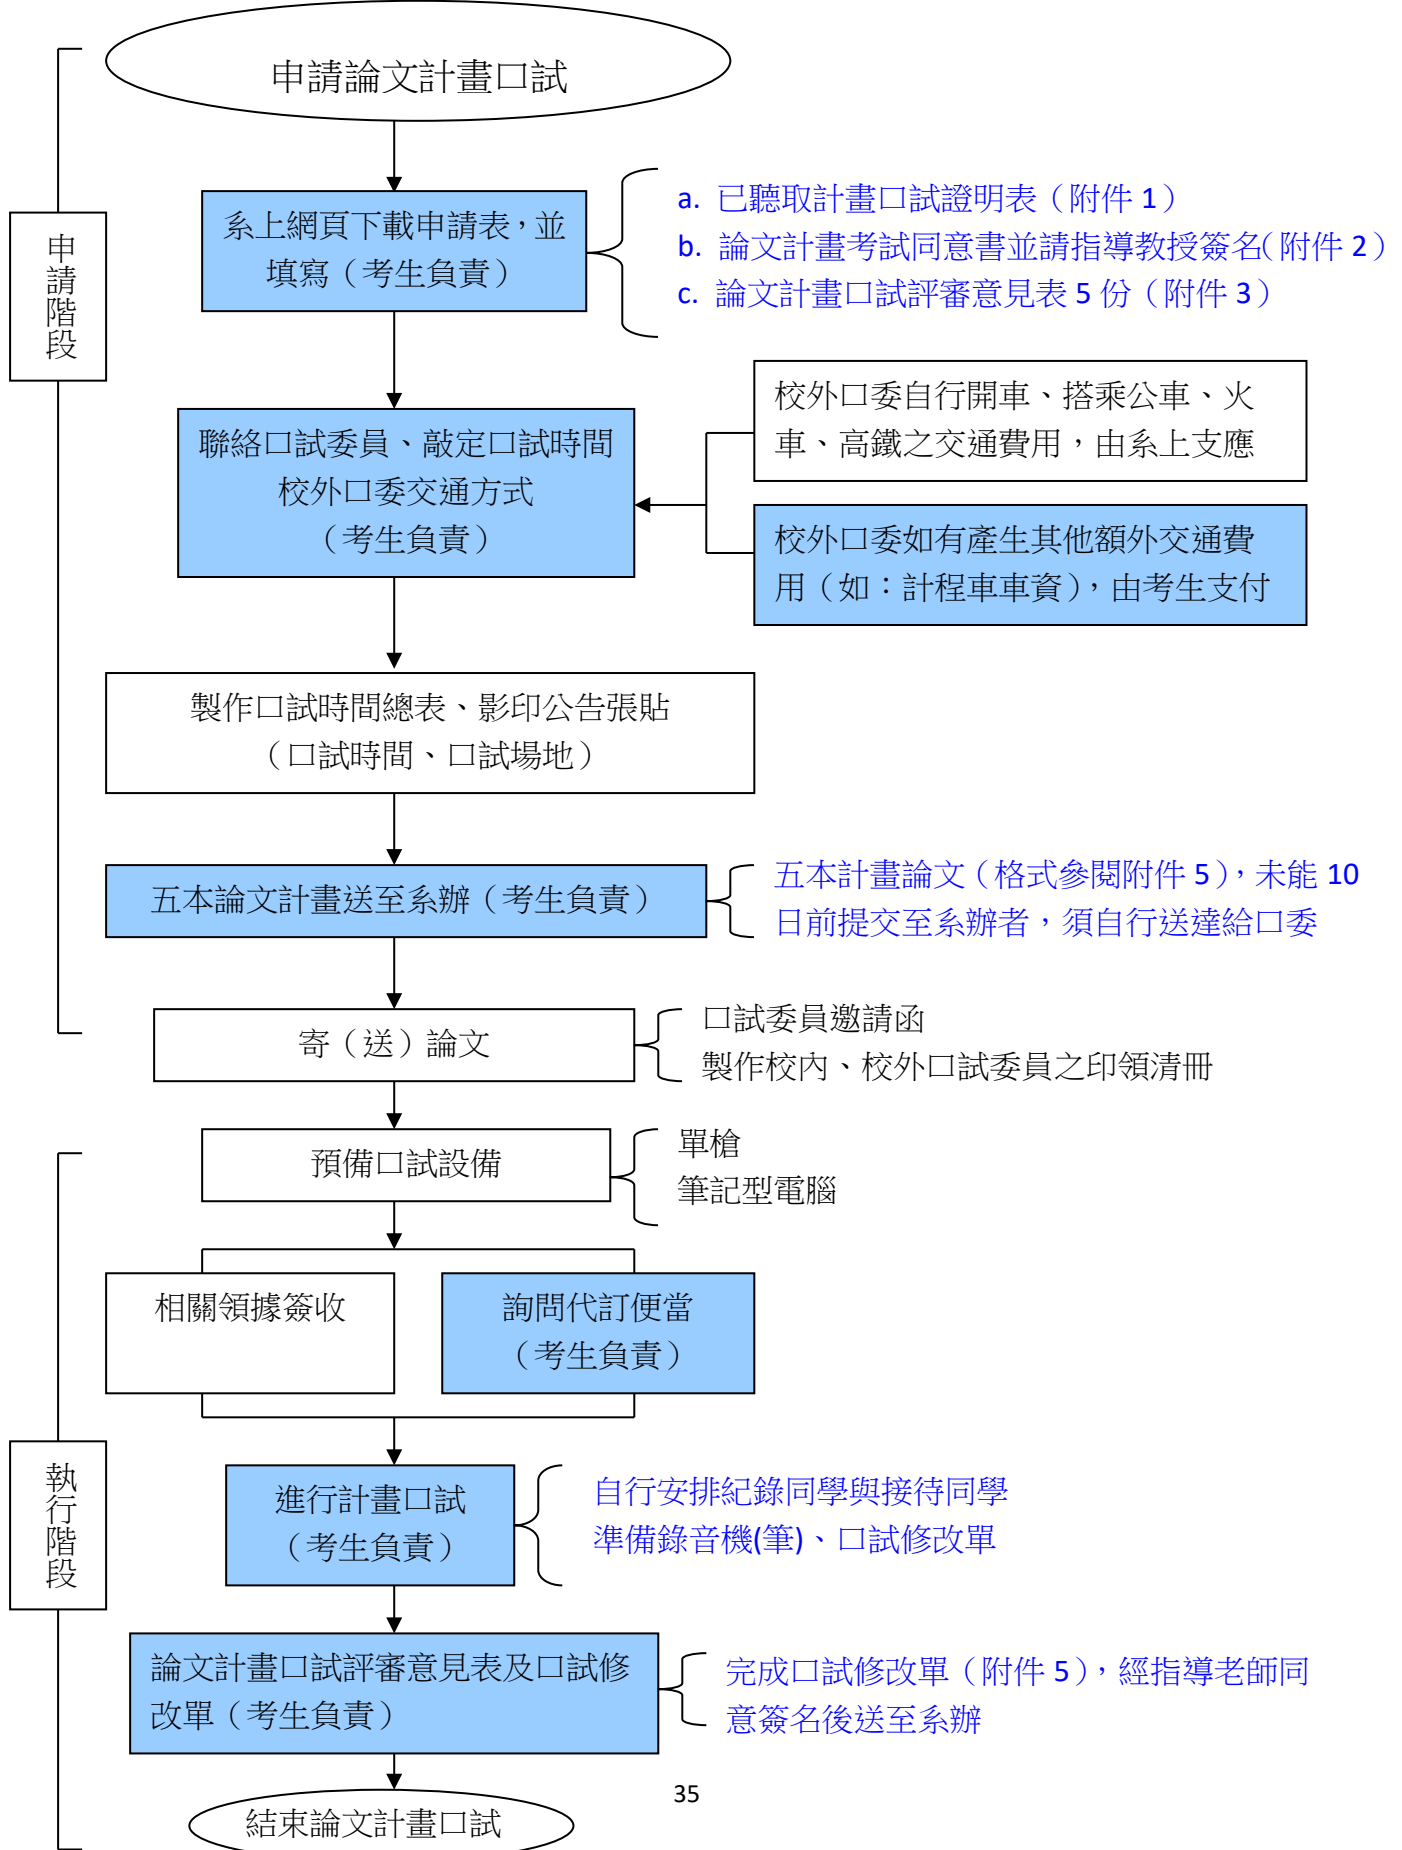 申請論文計畫口試
申請階段
系上網頁下載申請表，並
填寫（考生負責）
a. 已聽取計畫口試證明表（附件 1）
b. 論文計畫考試同意書並請指導教授簽名（附件 2）
c. 論文計畫口試評審意見表 5 份（附件 3）
聯絡口試委員、敲定口試時間
校外口委交通方式
（考生負責）
校外口委自行開車、搭乘公車、火
車、高鐵之交通費用，由系上支應
校外口委如有產生其他額外交通費
用（如：計程車車資），由考生支付
製作口試時間總表、影印公告張貼
（口試時間、口試場地）
五本論文計畫送至系辦（考生負責）
五本計畫論文（格式參閱附件 5），未能 10
日前提交至系辦者，須自行送達給口委
寄（送）論文
口試委員邀請函
製作校內、校外口試委員之印領清冊
預備口試設備
單槍
筆記型電腦
相關領據簽收
詢問代訂便當
（考生負責）
執行階段
進行計畫口試
（考生負責）
自行安排紀錄同學與接待同學
準備錄音機(筆)、口試修改單
論文計畫口試評審意見表及口試修
改單（考生負責）
完成口試修改單（附件 5），經指導老師同
意簽名後送至系辦
結束論文計畫口試
35